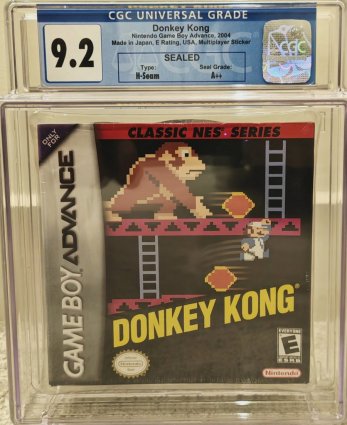 CGC UNIVERSAL GRADE
9.2
Donkey Kong
Nintendo Game Boy Advance, 2004
Made in Japan, E Rating, USA, Multiplayer Sticker
SEALED
Type:
H-Seam
Seal Grade:
A++
CGC
ONLY FOR
GAME BOY ADVANCE
CLASSIC NES SERIES
DONKEY KONG®
Nintendo
EVERYONE
E
Nintendo